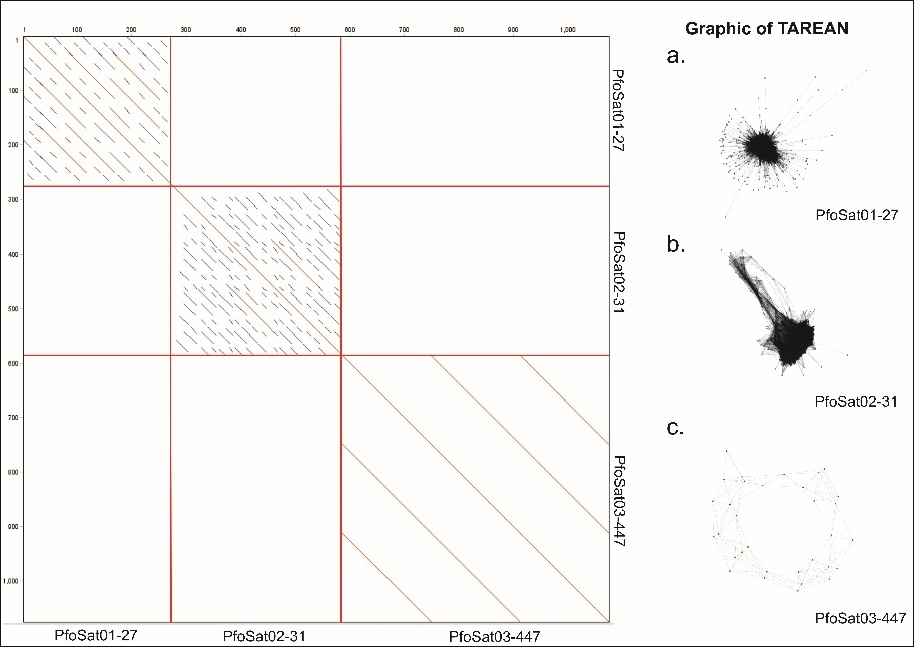 1 100 200 300 400 500 600 700 800 900 1,000
Graphic of TAREAN
1
100
200
300
400
500
600
700
800
900
1,000
PfoSat01-27
PfoSat02-31
PfoSat03-447
a.
PfoSat01-27
b.
PfoSat02-31
c.
PfoSat03-447
PfoSat01-27 PfoSat02-31 PfoSat03-447